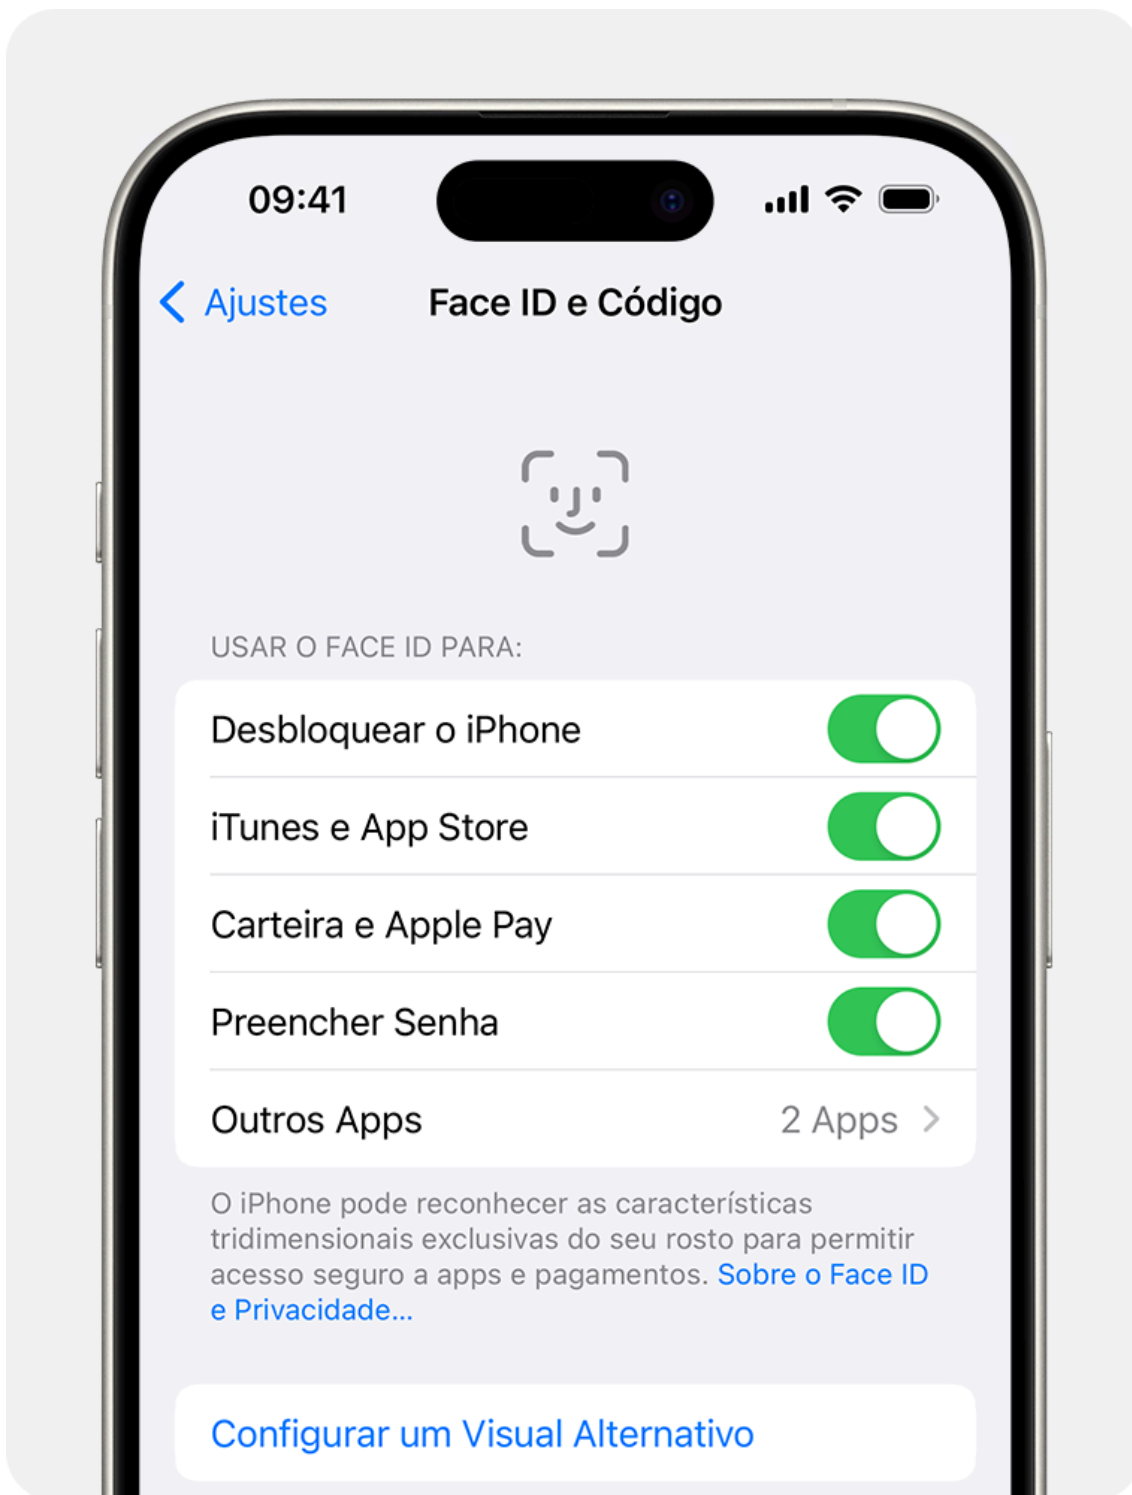 09:41
Ajustes
Face ID e Código
USAR O FACE ID PARA:
Desbloquear o iPhone
iTunes e App Store
Carteira e Apple Pay
Preencher Senha
Outros Apps 2 Apps
O iPhone pode reconhecer as características
tridimensionais exclusivas do seu rosto para permitir
acesso seguro a apps e pagamentos. Sobre o Face ID
e Privacidade...
Configurar um Visual Alternativo